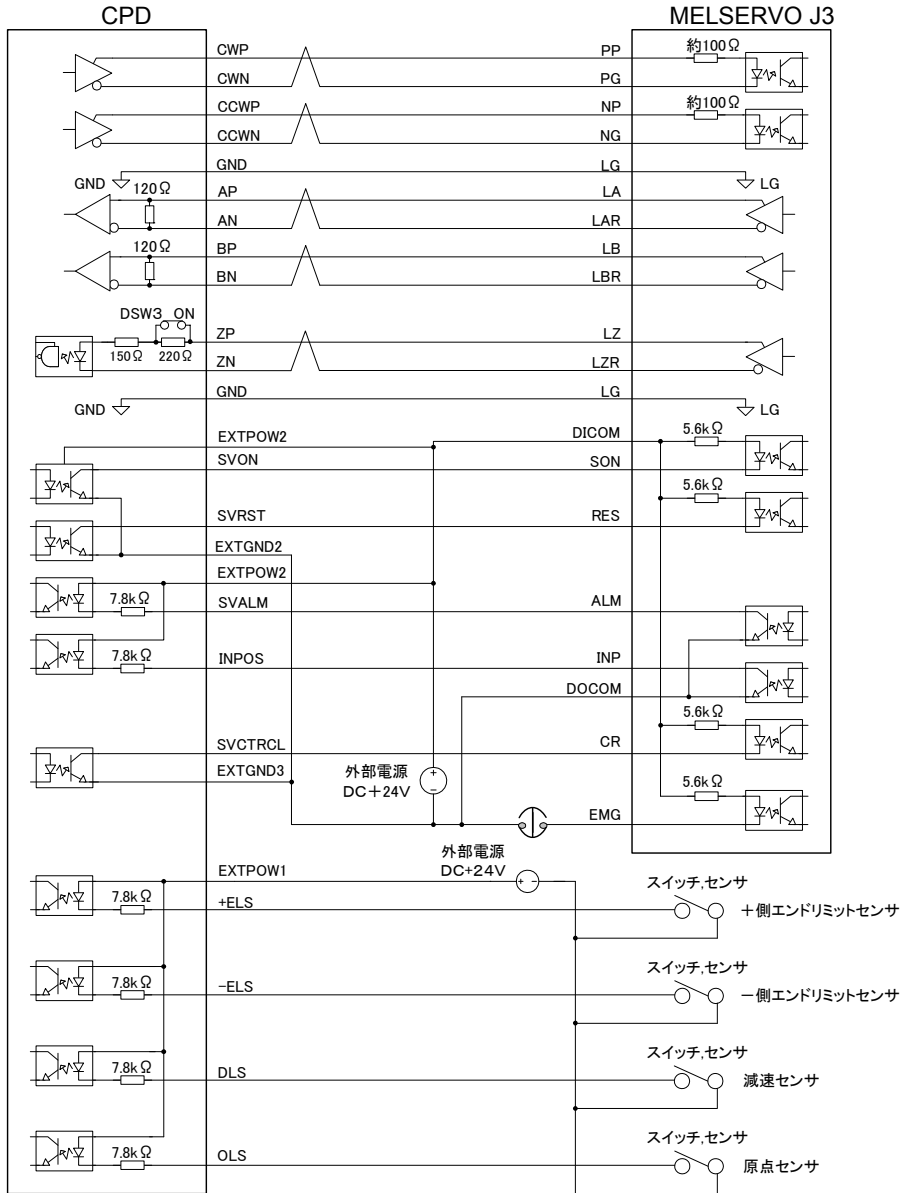 CPD MELSERVO J3
CWP PP 約100Ω
CWN PG
CCWP NP 約100Ω
CCWN NG
GND LG
GND LG
120Ω AP LA
AN LAR
120Ω BP LB
BN LBR
DSW3 ON
ZP LZ
150Ω 220Ω ZN LZR
GND LG
GND LG
EXTPOW2 DICOM 5.6kΩ
SVON SON
5.6kΩ
SVRST RES
EXTGND2
EXTPOW2
7.8kΩ SVALM ALM
7.8kΩ INPOS INP
DOCOM
5.6kΩ
SVCTRCL CR
EXTGND3 外部電源
DC+24V
+
−
5.6kΩ
EMG
外部電源
DC+24V
EXTPOW1 + −
スイッチ,センサ
7.8kΩ +ELS +側エンドリミットセンサ
スイッチ,センサ
7.8kΩ -ELS −側エンドリミットセンサ
スイッチ,センサ
7.8kΩ DLS 減速センサ
スイッチ,センサ
7.8kΩ OLS 原点センサ